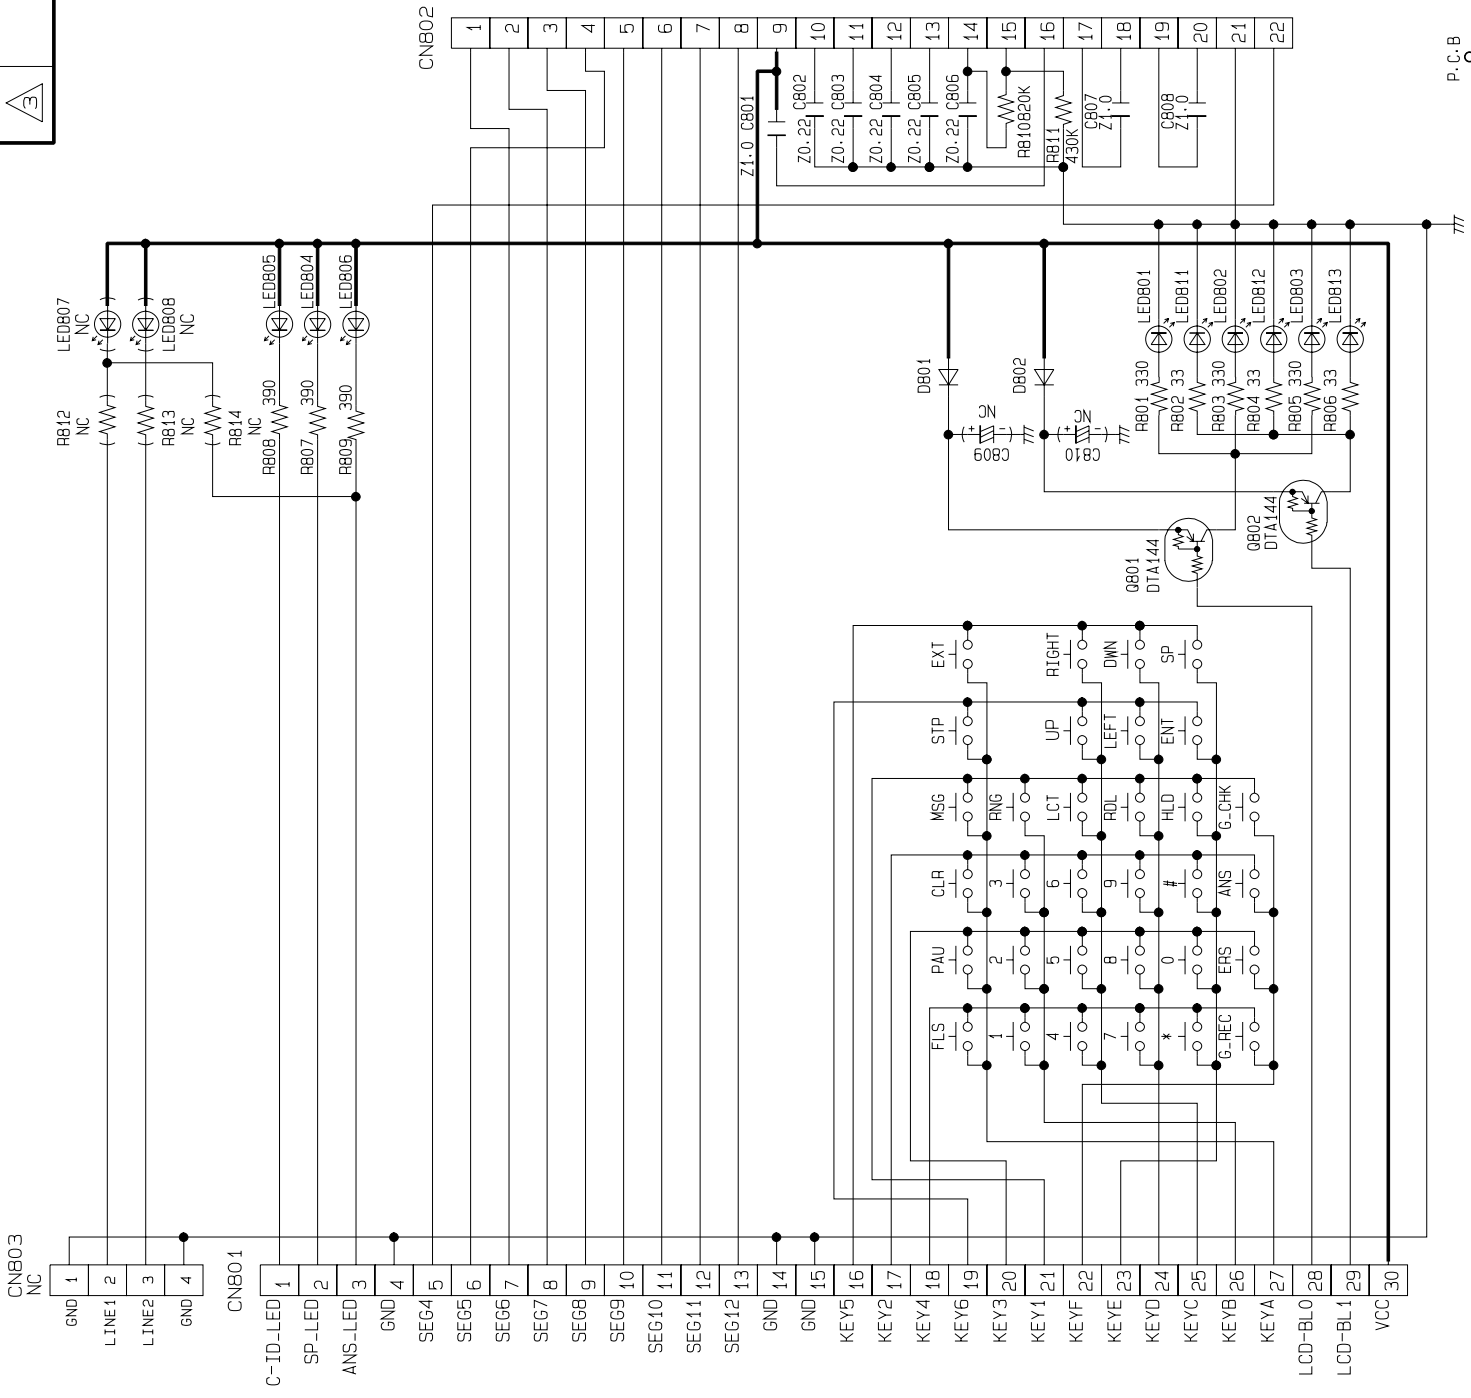 3
CN802
1 2 3 4 5 6 7 8 9 10 11 12 13 14 15 16 17 18 19 20 21 22
P.C.B
Z1.0 C801
Z0.22 C802
Z0.22 C803
Z0.22 C804
Z0.22 C805
Z0.22 C806
R810 820K
R811
430K
C807
Z1.0
C808
Z1.0
LED807
NC
LED808
NC
LED805
LED804
LED806
R812
NC
R813
NC
R814
NC
R808 390
R807 390
R809 390
D801
D802
NC
C809
NC
C810
+ -
+ -
LED801
LED811
LED802
LED812
LED803
LED813
R801 330
R802 33
R803 330
R804 33
R805 330
R806 33
Q801
DTA144
Q802
DTA144
EXT RIGHT DWN SP
STP UP LEFT ENT
MSG RNG LCT RDL HLD G_CHK
CLR 3 6 9 # ANS
PAU 2 5 8 0 ERS
FLS 1 4 7 * G_REC
CN803
NC
1 2 3 4
GND
LINE1
LINE2
GND
CN801
1 2 3 4 5 6 7 8 9 10 11 12 13 14 15 16 17 18 19 20 21 22 23 24 25 26 27 28 29 30
C-ID_LED
SP_LED
ANS_LED
GND
SEG4
SEG5
SEG6
SEG7
SEG8
SEG9
SEG10
SEG11
SEG12
GND
GND
KEY5
KEY2
KEY4
KEY6
KEY3
KEY1
KEYF
KEYE
KEYD
KEYC
KEYB
KEYA
LCD-BL0
LCD-BL1
VCC